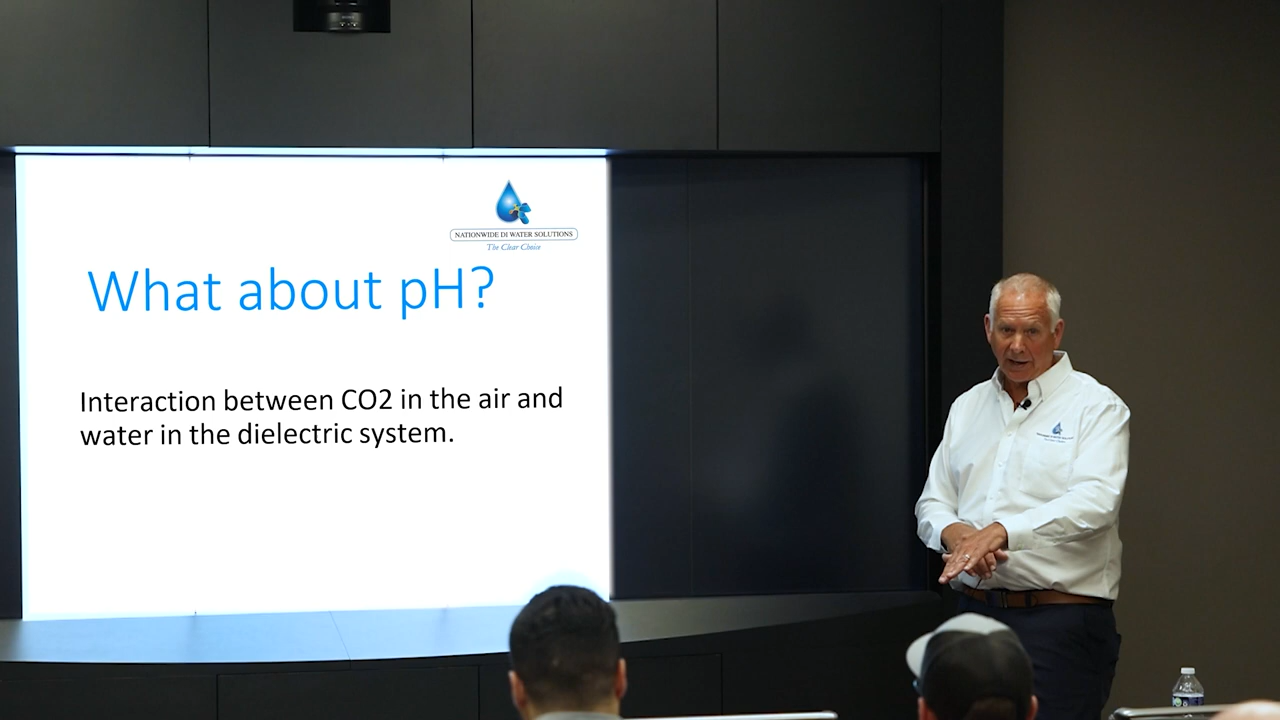 NATIONWIDE DI WATER SOLUTIONS
The Clear Choice
What about pH?
Interaction between CO2 in the air and
water in the dielectric system.